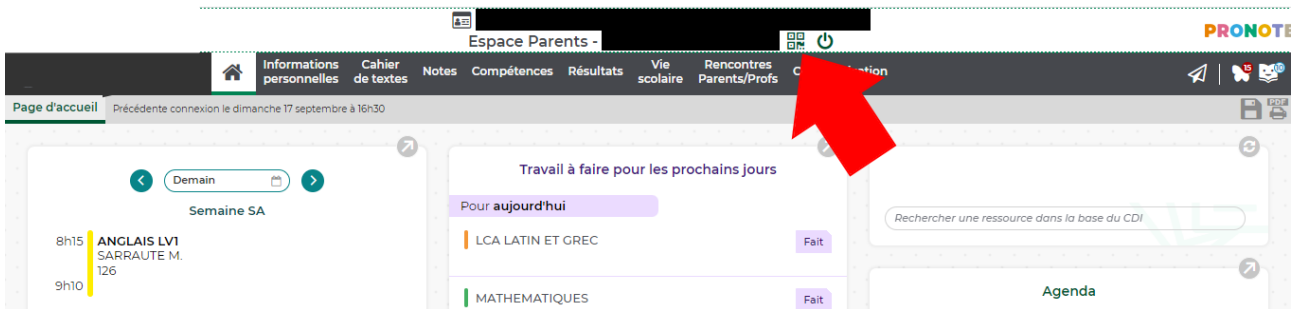 Espace Parents -
PRONOTE
Informations personnelles
Cahier de textes
Notes
Compétences
Résultats
Vie scolaire
Rencontres Parents/Profs
15
Page d'accueil
Précédente connexion le dimanche 17 septembre à 16h30
PDF
Demain
Semaine SA
8h15
ANGLAIS LV1
SARRAUTE M.
126
9h10
Travail à faire pour les prochains jours
Pour aujourd'hui
LCA LATIN ET GREC
Fait
MATHEMATIQUES
Fait
Rechercher une ressource dans la base du CDI
Agenda